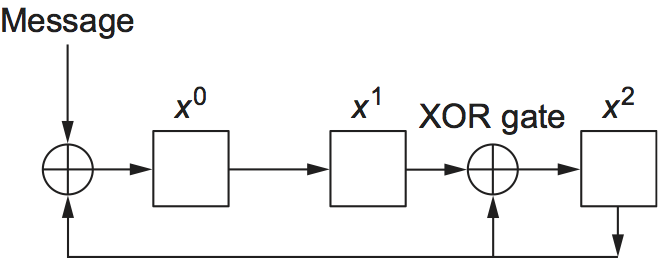 Message
x⁰
x¹
XOR gate
x²